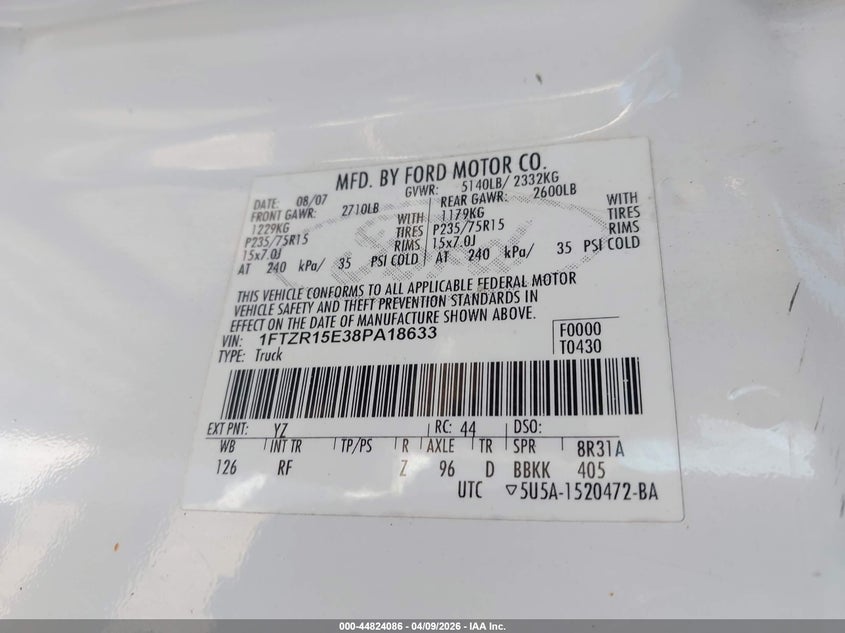 MFD. BY FORD MOTOR CO.
DATE: 08/07 GVWR: 5140LB/ 2332KG
FRONT GAWR: 2710LB REAR GAWR: 2600LB
1229KG WITH 1179KG WITH
P235/75R15 TIRES P235/75R15 TIRES
15x7.0J RIMS 15x7.0J RIMS
AT 240 kPa/ 35 PSI COLD AT 240 kPa/ 35 PSI COLD
THIS VEHICLE CONFORMS TO ALL APPLICABLE FEDERAL MOTOR
VEHICLE SAFETY AND THEFT PREVENTION STANDARDS IN
EFFECT ON THE DATE OF MANUFACTURE SHOWN ABOVE.
VIN: 1FTZR15E38PA18633 F0000
TYPE: Truck T0430
EXT PNT: YZ RC: 44 DSO:
WB INT TR TP/PS R AXLE TR SPR 8R31A
126 RF Z 96 D BBKK 405
UTC ▽5U5A-1520472-BA
000-44824086 | 04/09/2026 | IAA Inc.